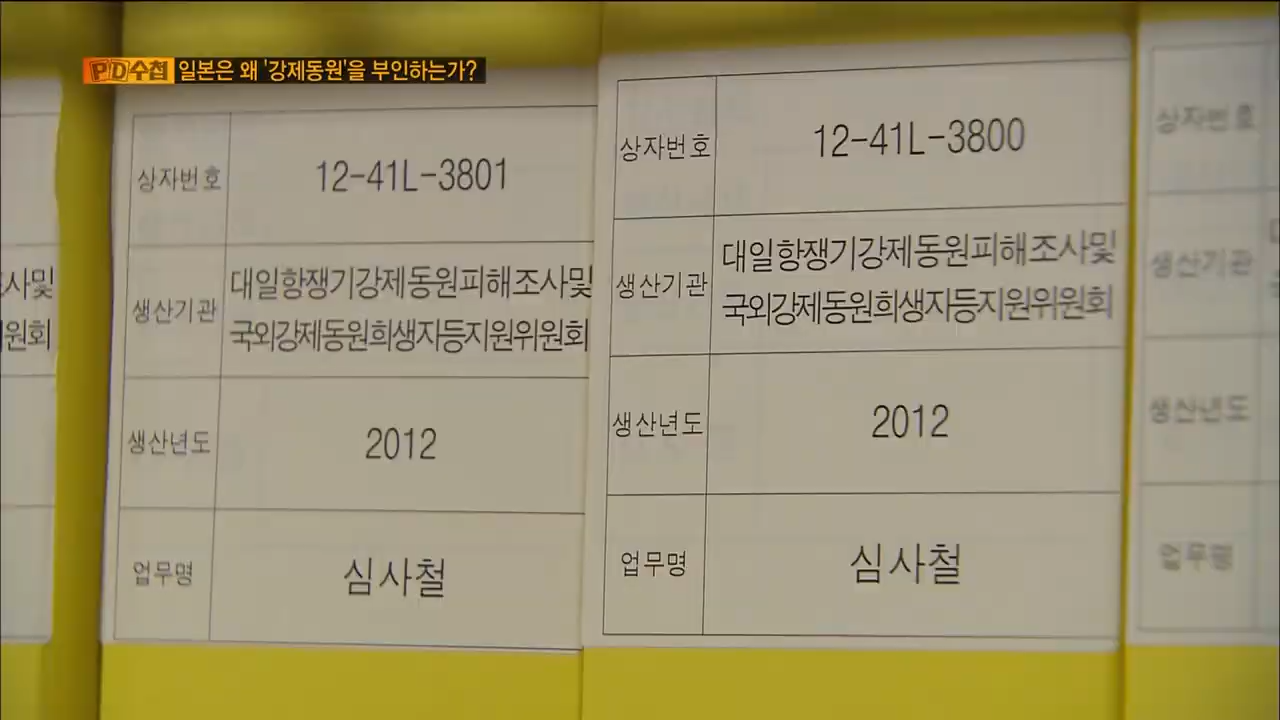 PD수첩 일본은 왜 '강제동원'을 부인하는가?
사및
원회
상자번호 12-41L-3801
생산기관 대일항쟁기강제동원피해조사및
국외강제동원희생자등지원위원회
생산년도 2012
업무명 심사철
상자번호 12-41L-3800
생산기관 대일항쟁기강제동원피해조사및
국외강제동원희생자등지원위원회
생산년도 2012
업무명 심사철
상자번호
생산기관
생산년도
업무명